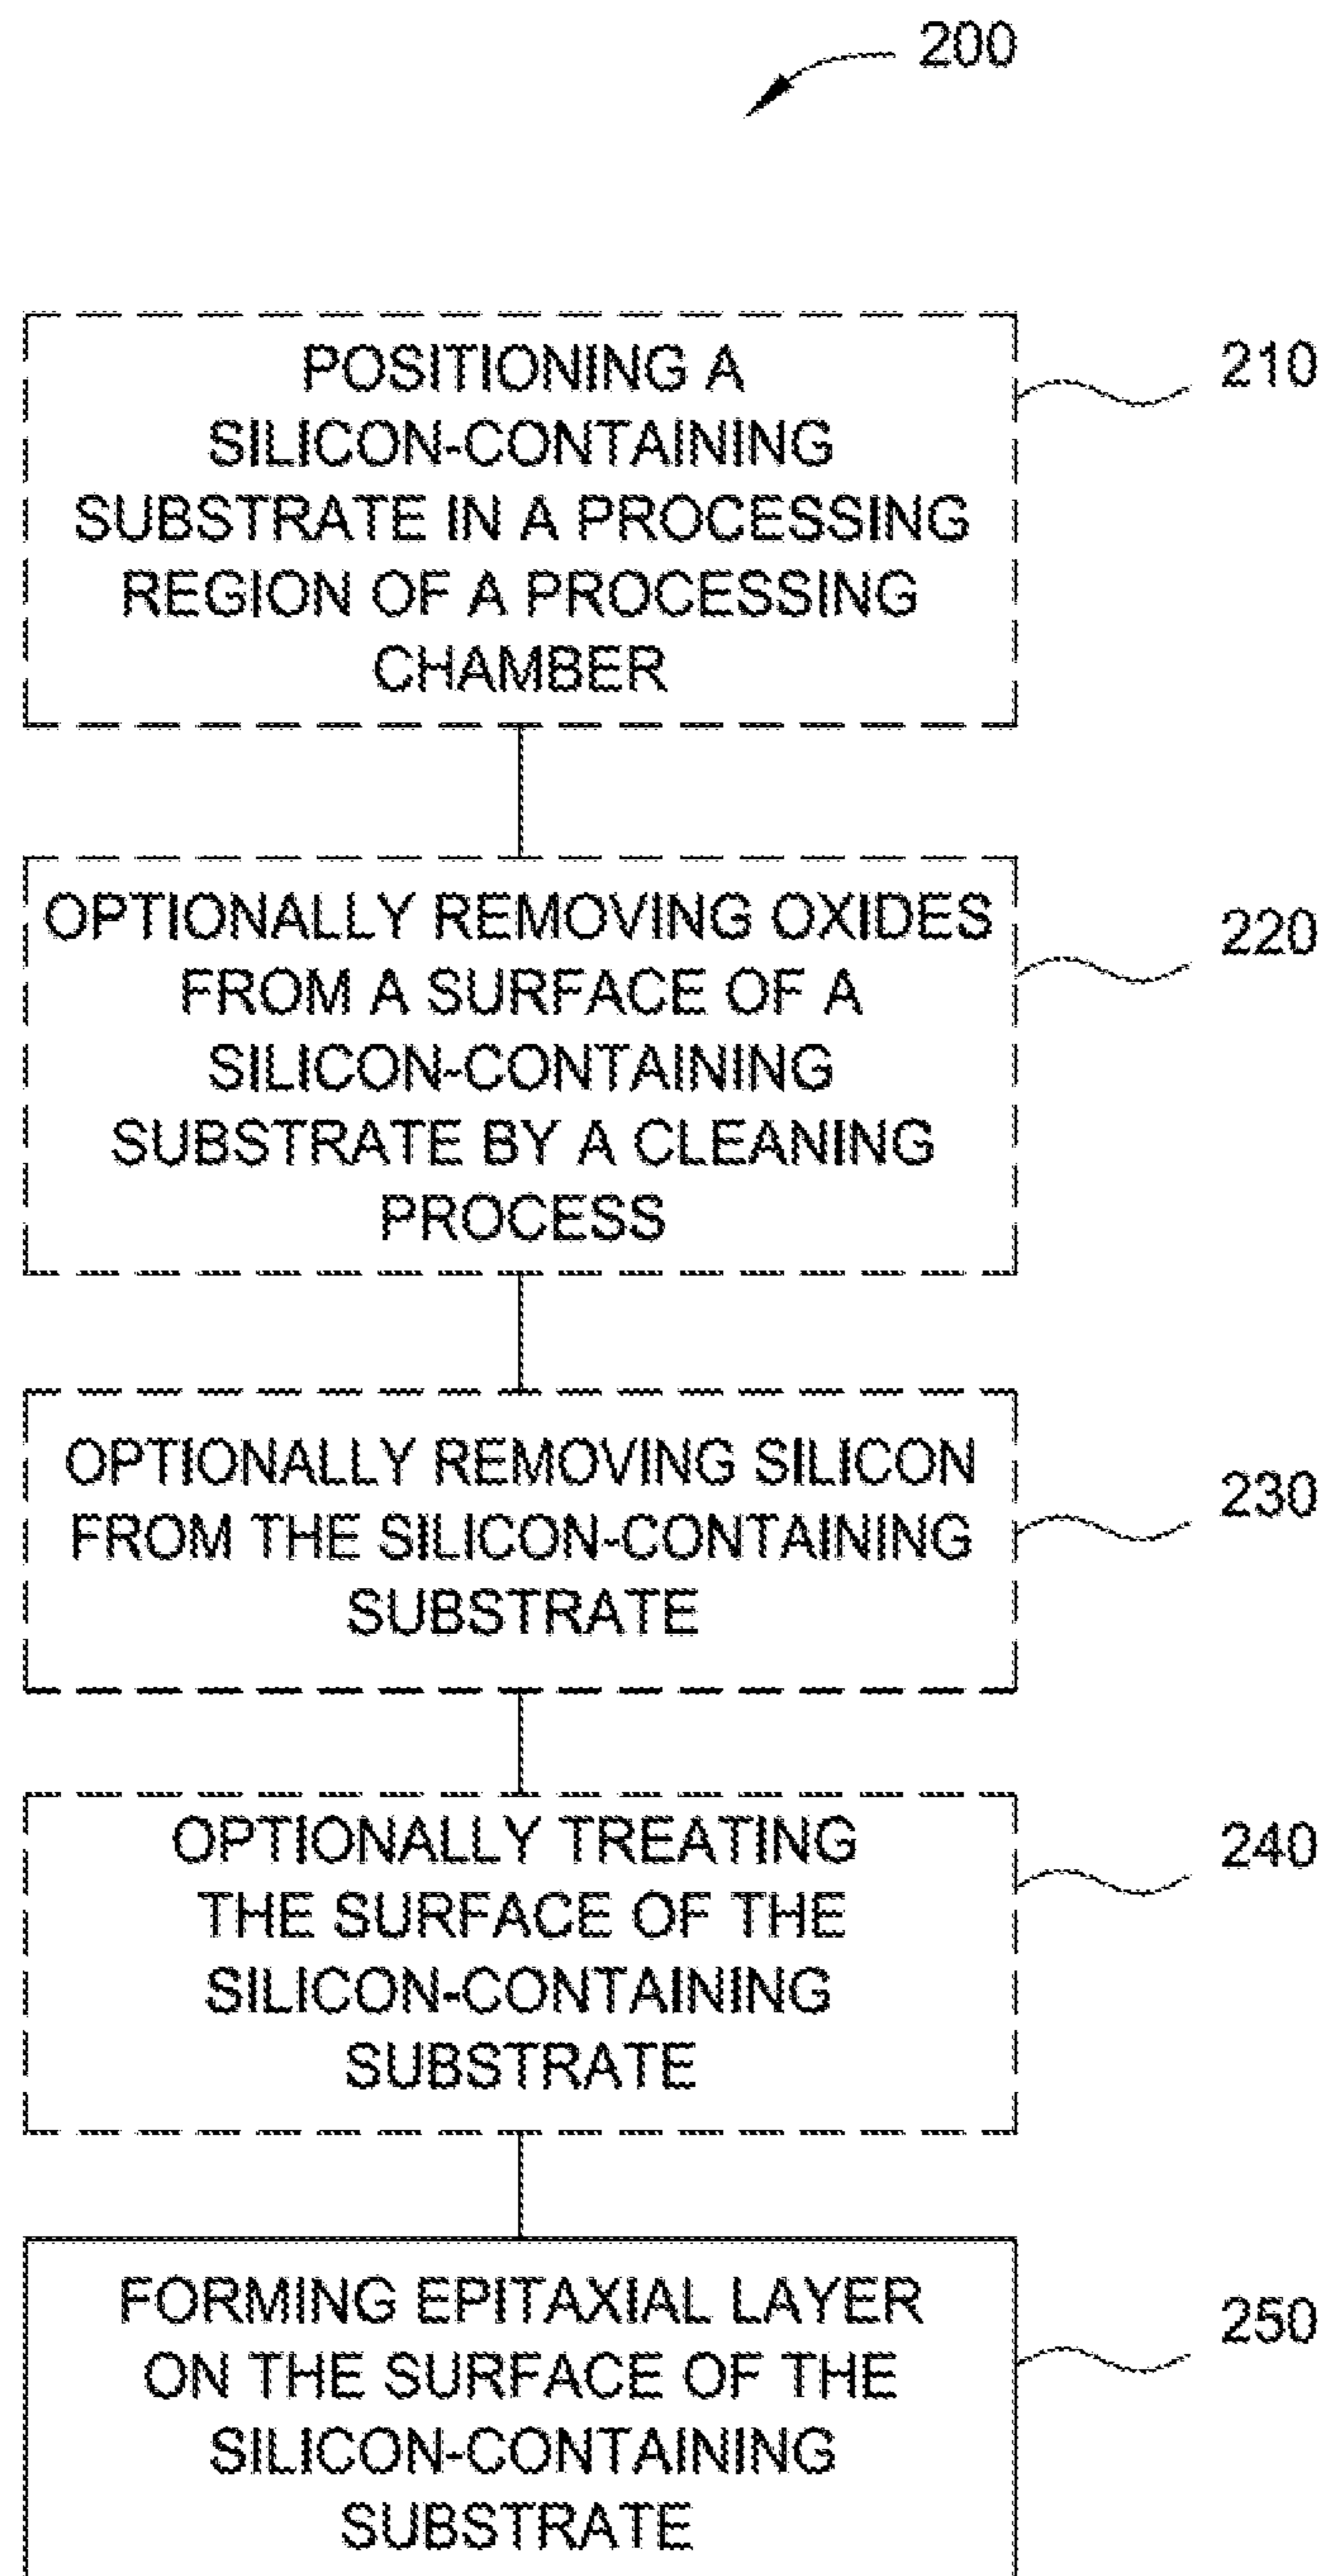 200
POSITIONING A
SILICON-CONTAINING
SUBSTRATE IN A PROCESSING
REGION OF A PROCESSING
CHAMBER
210
OPTIONALLY REMOVING OXIDES
FROM A SURFACE OF A
SILICON-CONTAINING
SUBSTRATE BY A CLEANING
PROCESS
220
OPTIONALLY REMOVING SILICON
FROM THE SILICON-CONTAINING
SUBSTRATE
230
OPTIONALLY TREATING
THE SURFACE OF THE
SILICON-CONTAINING
SUBSTRATE
240
FORMING EPITAXIAL LAYER
ON THE SURFACE OF THE
SILICON-CONTAINING
SUBSTRATE
250